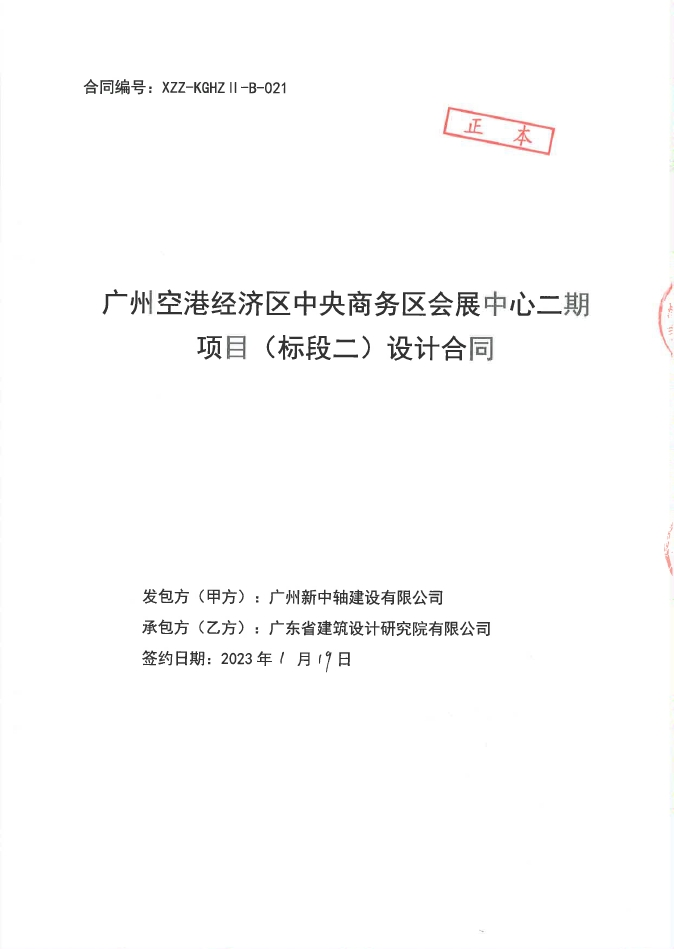 合同编号：XZZ-KGHZⅡ-B-021
正本
广州空港经济区中央商务区会展中心二期
项目（标段二）设计合同
发包方（甲方）：广州新中轴建设有限公司
承包方（乙方）：广东省建筑设计研究院有限公司
签约日期：2023年1月19日